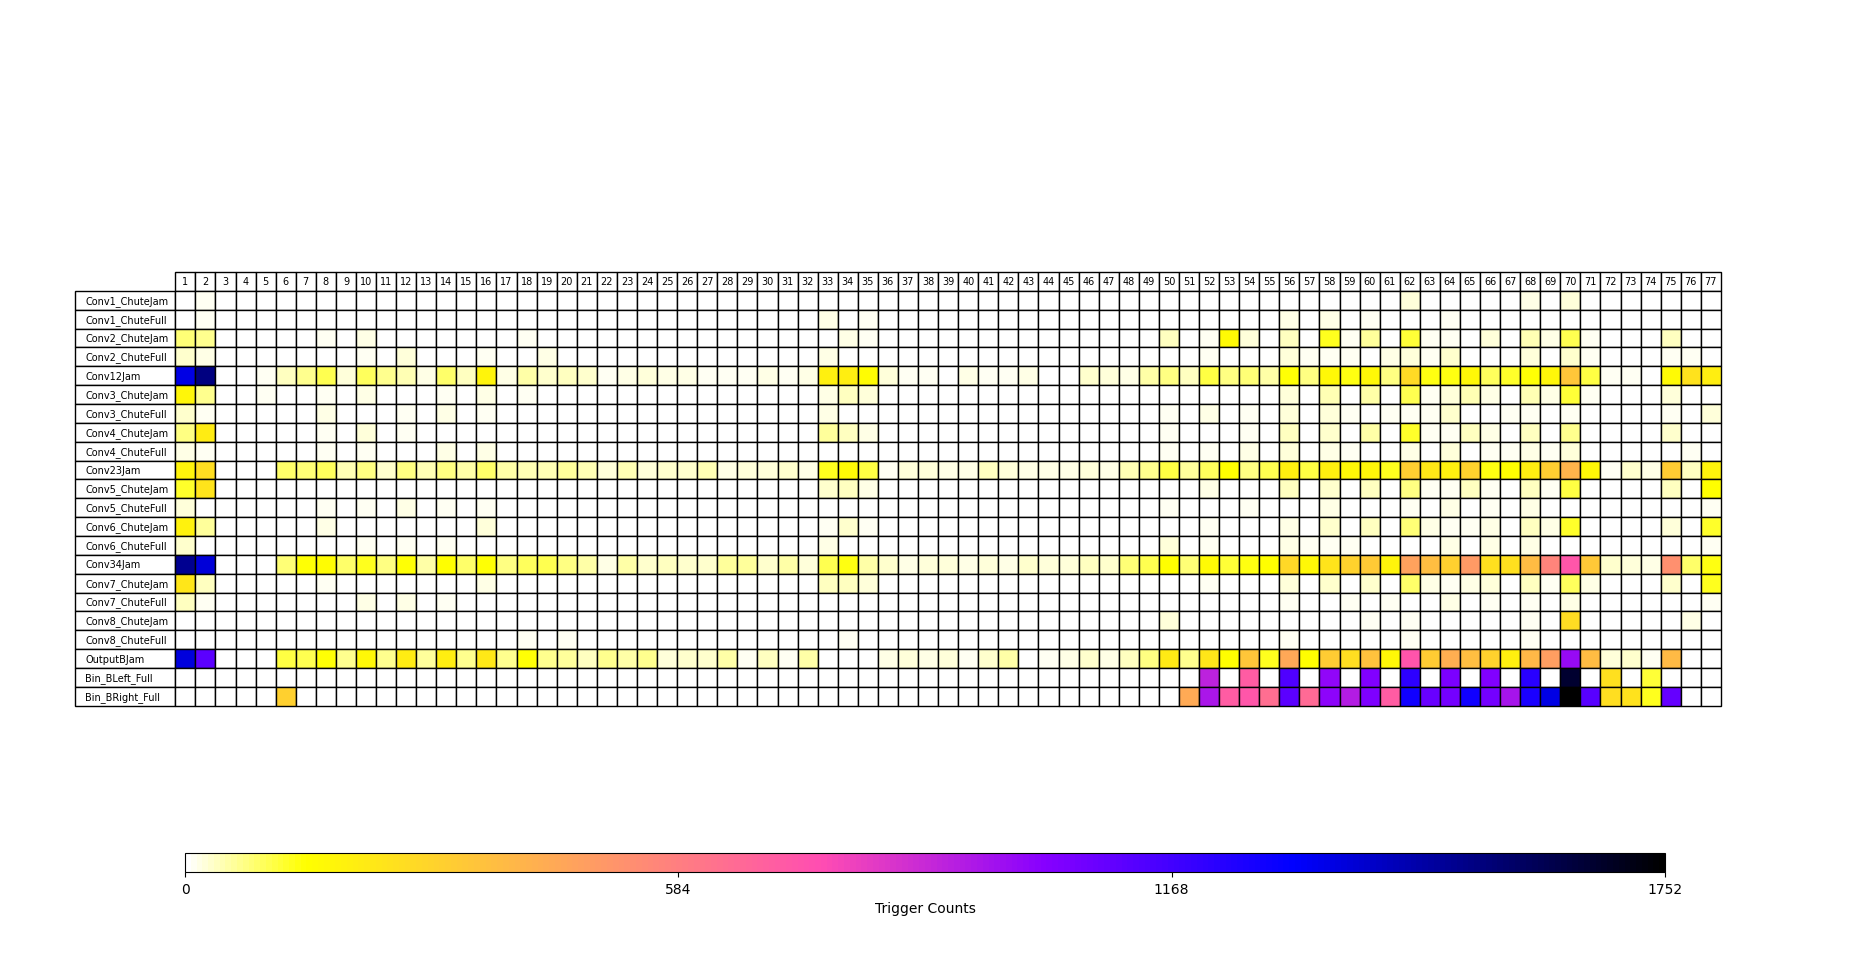 1 2 3 4 5 6 7 8 9 10 11 12 13 14 15 16 17 18 19 20 21 22 23 24 25 26 27 28 29 30 31 32 33 34 35 36 37 38 39 40 41 42 43 44 45 46 47 48 49 50 51 52 53 54 55 56 57 58 59 60 61 62 63 64 65 66 67 68 69 70 71 72 73 74 75 76 77
Conv1_ChuteJam
Conv1_ChuteFull
Conv2_ChuteJam
Conv2_ChuteFull
Conv12Jam
Conv3_ChuteJam
Conv3_ChuteFull
Conv4_ChuteJam
Conv4_ChuteFull
Conv23Jam
Conv5_ChuteJam
Conv5_ChuteFull
Conv6_ChuteJam
Conv6_ChuteFull
Conv34Jam
Conv7_ChuteJam
Conv7_ChuteFull
Conv8_ChuteJam
Conv8_ChuteFull
OutputBJam
Bin_BLeft_Full
Bin_BRight_Full
0 584 1168 1752
Trigger Counts